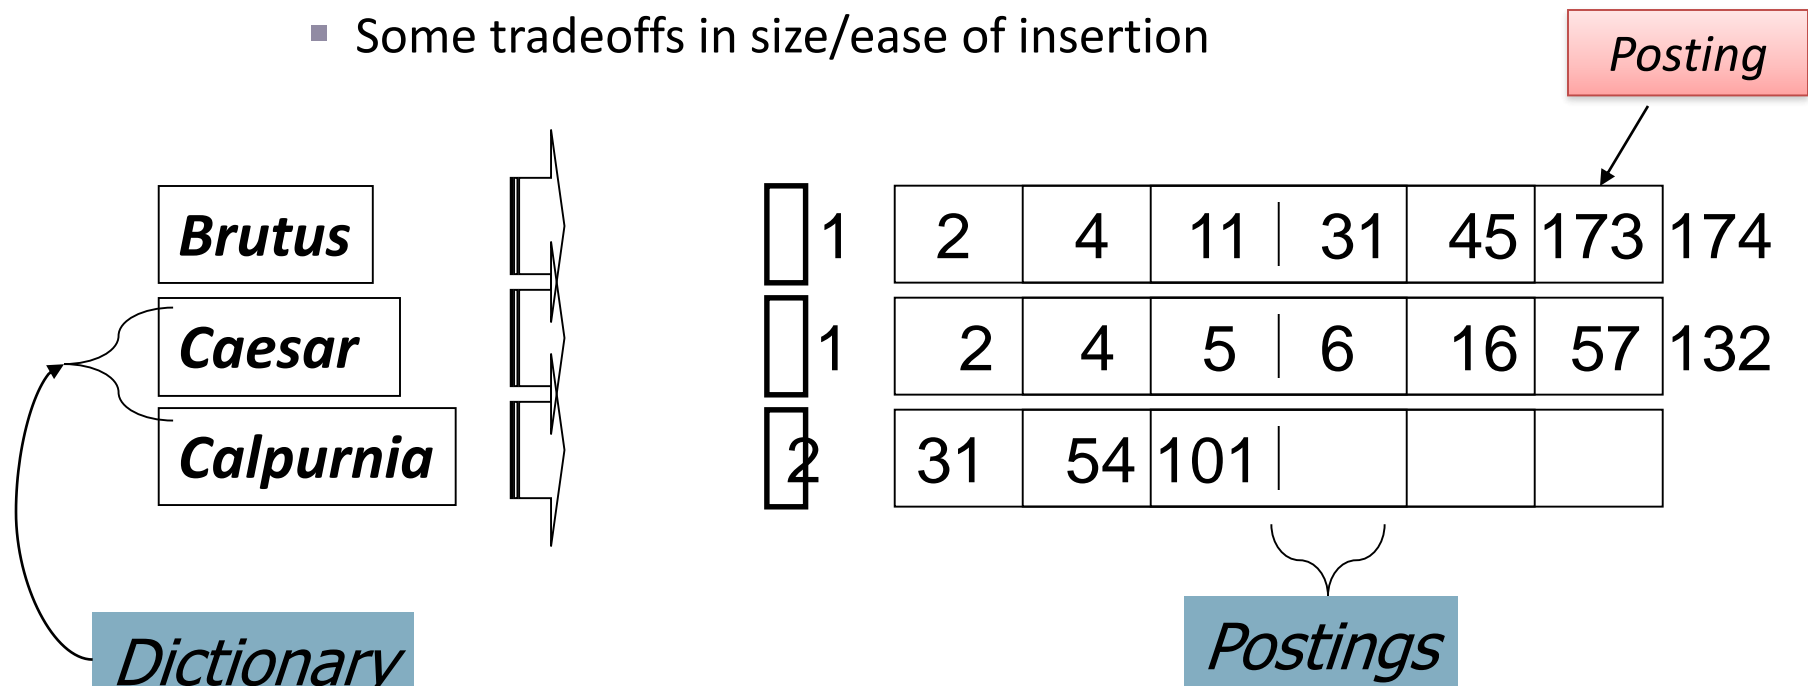 Some tradeoffs in size/ease of insertion
Posting
Brutus 1 2 4 11 31 45 173 174
Caesar 1 2 4 5 6 16 57 132
Calpurnia 2 31 54 101
Dictionary
Postings